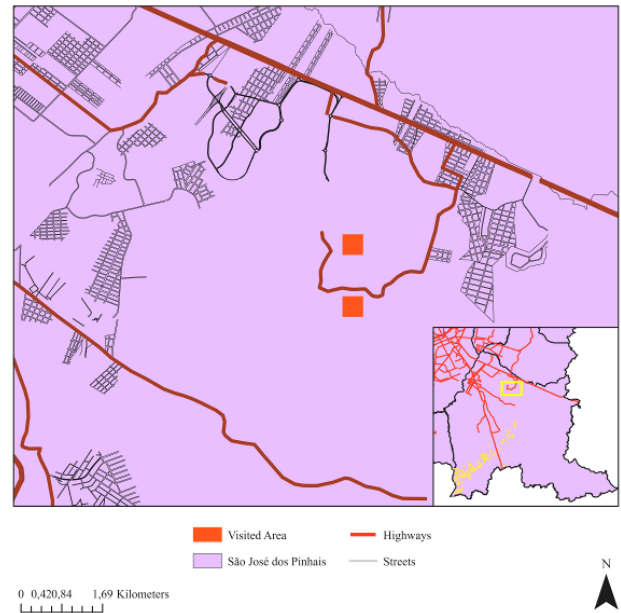 Visited Area
Highways
São José dos Pinhais
Streets
N
0 0,420,84 1,69 Kilometers